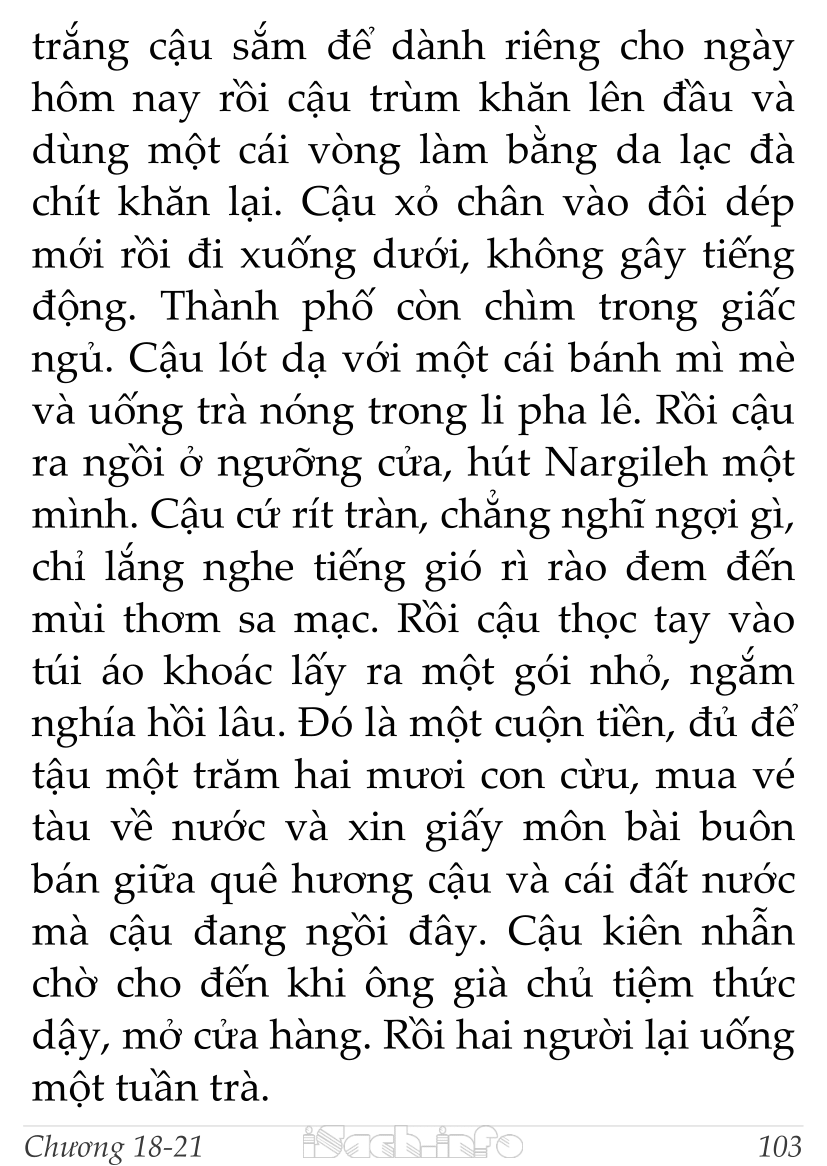 trắng cậu sắm để dành riêng cho ngày
hôm nay rồi cậu trùm khăn lên đầu và
dùng một cái vòng làm bằng da lạc đà
chít khăn lại. Cậu xỏ chân vào đôi dép
mới rồi đi xuống dưới, không gây tiếng
động. Thành phố còn chìm trong giấc
ngủ. Cậu lót dạ với một cái bánh mì mè
và uống trà nóng trong li pha lê. Rồi cậu
ra ngồi ở ngưỡng cửa, hút Nargileh một
mình. Cậu cứ rít tràn, chẳng nghĩ ngợi gì,
chỉ lắng nghe tiếng gió rì rào đem đến
mùi thơm sa mạc. Rồi cậu thọc tay vào
túi áo khoác lấy ra một gói nhỏ, ngắm
nghía hồi lâu. Đó là một cuộn tiền, đủ để
tậu một trăm hai mươi con cừu, mua vé
tàu về nước và xin giấy môn bài buôn
bán giữa quê hương cậu và cái đất nước
mà cậu đang ngồi đây. Cậu kiên nhẫn
chờ cho đến khi ông già chủ tiệm thức
dậy, mở cửa hàng. Rồi hai người lại uống
một tuần trà.
Chương 18-21 iSach.info 103